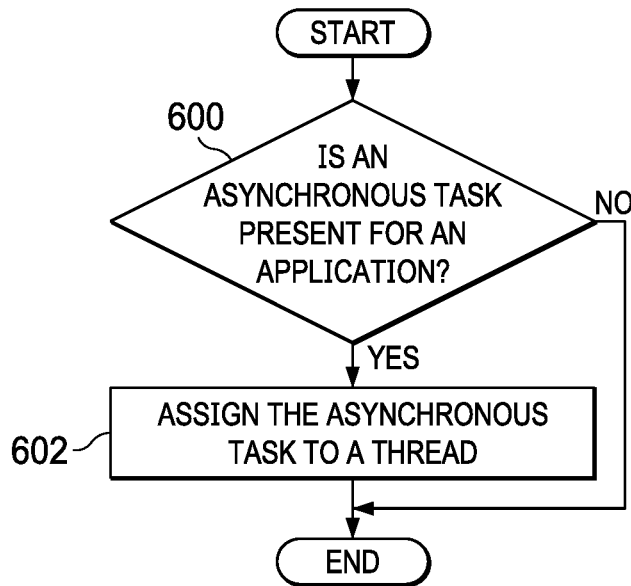 START
600
IS AN
ASYNCHRONOUS TASK
PRESENT FOR AN
APPLICATION?
NO
YES
ASSIGN THE ASYNCHRONOUS
TASK TO A THREAD
602
END